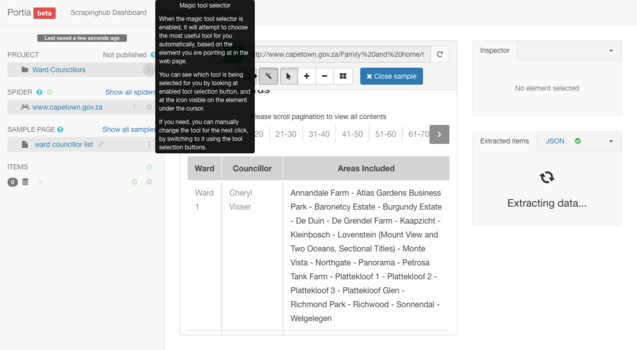 Portia beta
Scrapinghub Dashboard
Last saved a few seconds ago
PROJECT
Not published
Ward Councillors
SPIDER
Show all spiders
www.capetown.gov.za
SAMPLE PAGE
Show all samples
ward councillor list
ITEMS
0
Magic tool selector
When the magic tool selector is
enabled, it will attempt to choose
the most useful tool for you
automatically, based on the
element you are pointing at in the
web page.
You can see which tool is being
selected for you by looking at
enabled tool selection button, and
at the icon visible on the element
under the cursor.
If you need, you can manually
change the tool for the next click,
by switching to it using the tool
selection buttons.
://www.capetown.gov.za/Family%20and%20home/
Close sample
please scroll pagination to view all contents
20 21-30 31-40 41-50 51-60 61-70
Ward Councillor Areas Included
Ward
1
Cheryl
Visser
Annandale Farm - Atlas Gardens Business
Park - Baronetcy Estate - Burgundy Estate
- De Duin - De Grendel Farm - Kaapzicht -
Kleinbosch - Lovenstein (Mount View and
Two Oceans, Sectional Titles) - Monte
Vista - Northgate - Panorama - Petrosa
Tank Farm - Plattekloof 1 - Plattekloof 2 -
Plattekloof 3 - Plattekloof Glen -
Richmond Park - Richwood - Sonnendal -
Welgelegen
Inspector
No element selected
Extracted items JSON
Extracting data...